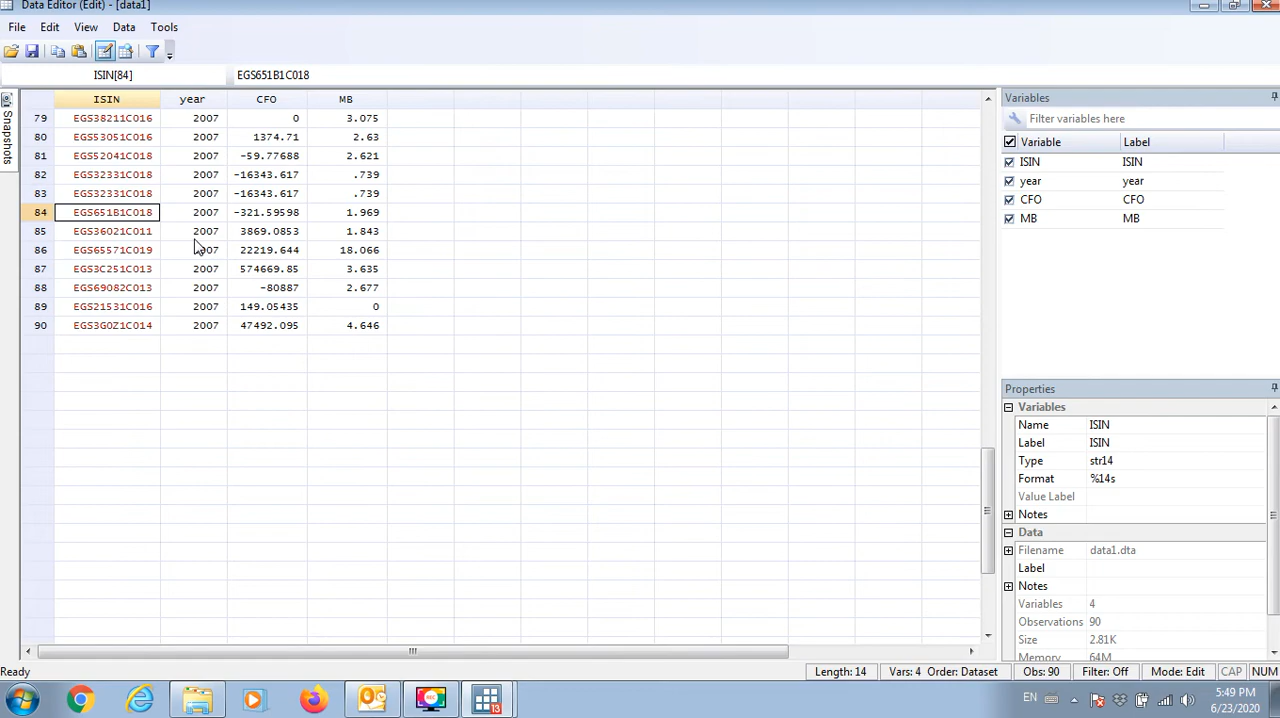 Data Editor (Edit) - [data1]
File Edit View Data Tools
ISIN[84] EGS651B1C018
Snapshots
ISIN year CFO MB
79 EGS38211C016 2007 0 3.075
80 EGS53051C016 2007 1374.71 2.63
81 EGS52041C018 2007 -59.77688 2.621
82 EGS32331C018 2007 -16343.617 .739
83 EGS32331C018 2007 -16343.617 .739
84 EGS651B1C018 2007 -321.59598 1.969
85 EGS36021C011 2007 3869.0853 1.843
86 EGS65571C019 2007 22219.644 18.066
87 EGS3C251C013 2007 574669.85 3.635
88 EGS69082C013 2007 -80887 2.677
89 EGS21531C016 2007 149.05435 0
90 EGS3G0Z1C014 2007 47492.095 4.646
Variables
Filter variables here
Variable Label
ISIN ISIN
year year
CFO CFO
MB MB
Properties
Variables
Name ISIN
Label ISIN
Type str14
Format %14s
Value Label
Notes
Data
Filename data1.dta
Label
Notes
Variables 4
Observations 90
Size 2.81K
Memory 64M
Ready Length: 14 Vars: 4 Order: Dataset Obs: 90 Filter: Off Mode: Edit CAP NUM
REC
13
EN 5:49 PM
6/23/2020